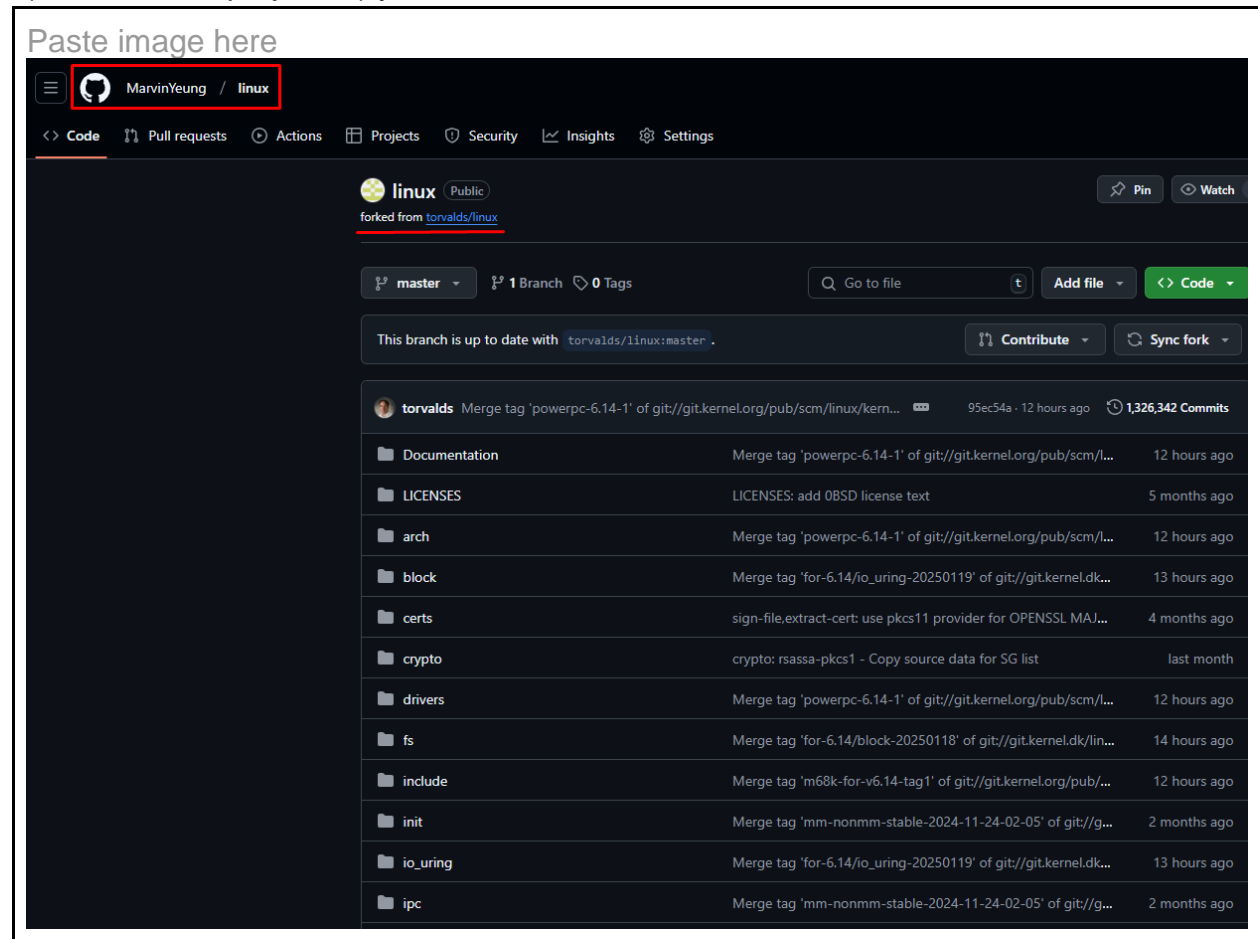 Paste image here
MarvinYeung / linux
Code Pull requests Actions Projects Security Insights Settings
linux Public Pin Watch
forked from torvalds/linux
master 1 Branch 0 Tags Go to file t Add file Code
This branch is up to date with torvalds/linux:master . Contribute Sync fork
torvalds Merge tag 'powerpc-6.14-1' of git://git.kernel.org/pub/scm/linux/kern... 95ec54a · 12 hours ago 1,326,342 Commits
Documentation Merge tag 'powerpc-6.14-1' of git://git.kernel.org/pub/scm/l... 12 hours ago
LICENSES LICENSES: add 0BSD license text 5 months ago
arch Merge tag 'powerpc-6.14-1' of git://git.kernel.org/pub/scm/l... 12 hours ago
block Merge tag 'for-6.14/io_uring-20250119' of git://git.kernel.dk... 13 hours ago
certs sign-file,extract-cert: use pkcs11 provider for OPENSSL MAJ... 4 months ago
crypto crypto: rsassa-pkcs1 - Copy source data for SG list last month
drivers Merge tag 'powerpc-6.14-1' of git://git.kernel.org/pub/scm/l... 12 hours ago
fs Merge tag 'for-6.14/block-20250118' of git://git.kernel.dk/lin... 14 hours ago
include Merge tag 'm68k-for-v6.14-tag1' of git://git.kernel.org/pub/... 12 hours ago
init Merge tag 'mm-nonmm-stable-2024-11-24-02-05' of git://g... 2 months ago
io_uring Merge tag 'for-6.14/io_uring-20250119' of git://git.kernel.dk... 13 hours ago
ipc Merge tag 'mm-nonmm-stable-2024-11-24-02-05' of git://g... 2 months ago